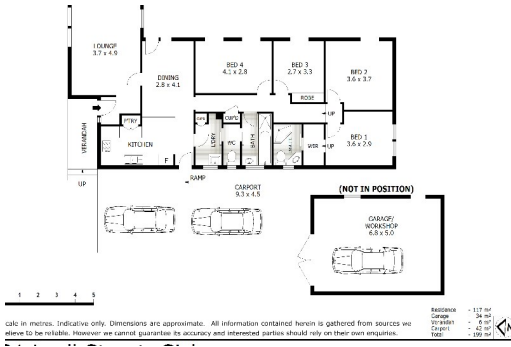 LOUNGE
3.7 x 4.9
DINING
2.8 x 4.1
BED 4
4.1 x 2.8
BED 3
2.7 x 3.3
BED 2
3.6 x 3.7
ROBE
UP
PTRY
CUP'D
VERANDAH
KITCHEN
F
L'DRY
WC
BATH
WIR
UP
BED 1
3.6 x 2.9
UP
RAMP
CARPORT
9.3 x 4.5
(NOT IN POSITION)
GARAGE/
WORKSHOP
6.8 x 5.0
1 2 3 4 5
Residence - 117 m²
Garage 34 m²
Verandah - 6 m²
Carport - 42 m²
Total - 199 m²
N
cale in metres. Indicative only. Dimensions are approximate. All information contained herein is gathered from sources we
elieve to be reliable. However we cannot guarantee its accuracy and interested parties should rely on their own enquiries.